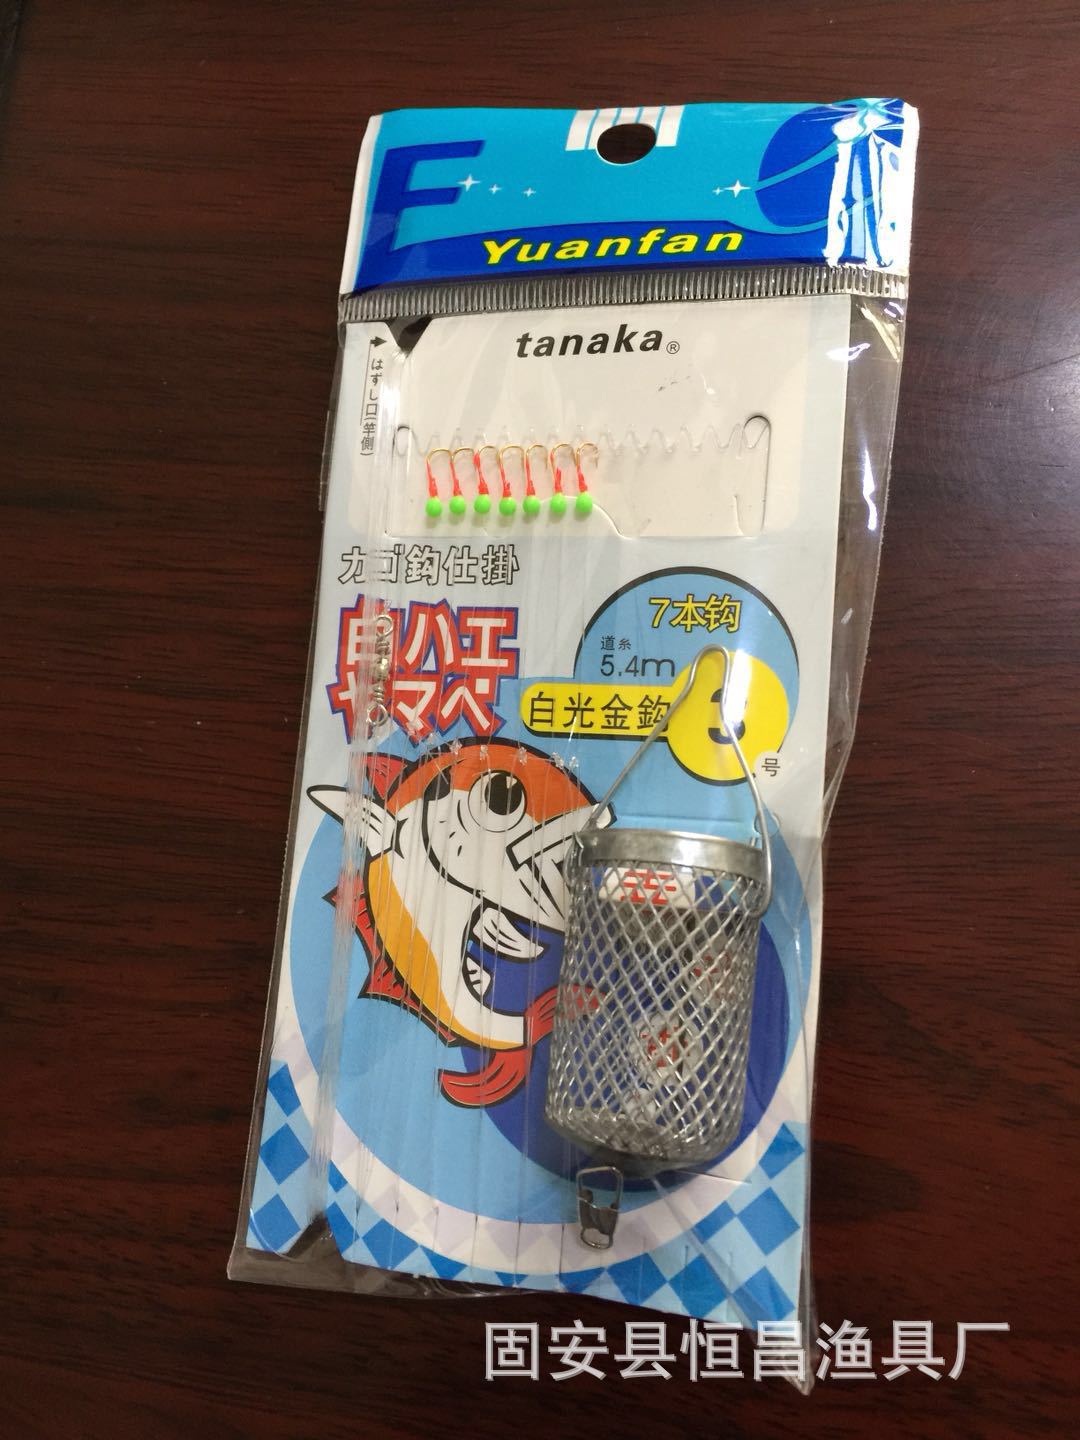 F
Yuanfan
tanaka®
はずし口(竿側)
カゴ鈎仕掛
白ハエ
ヤマベ
7本钩
道糸
5.4m
白光金鈎
3
号
固安县恒昌渔具厂